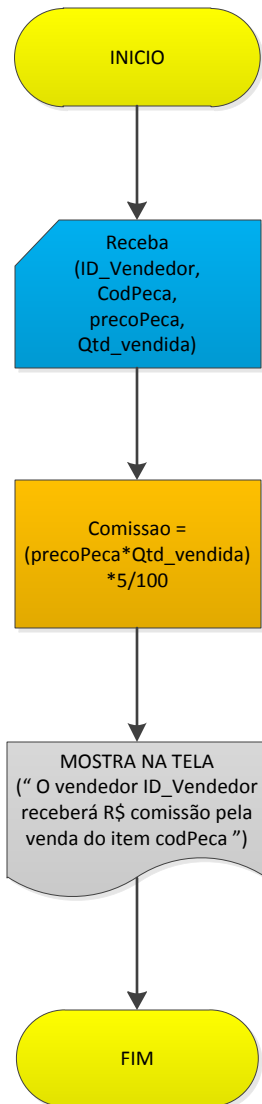 INICIO
Receba
(ID_Vendedor,
CodPeca,
precoPeca,
Qtd_vendida)
Comissao =
(precoPeca*Qtd_vendida)
*5/100
MOSTRA NA TELA
(“ O vendedor ID_Vendedor
receberá R$ comissão pela
venda do item codPeca ”)
FIM